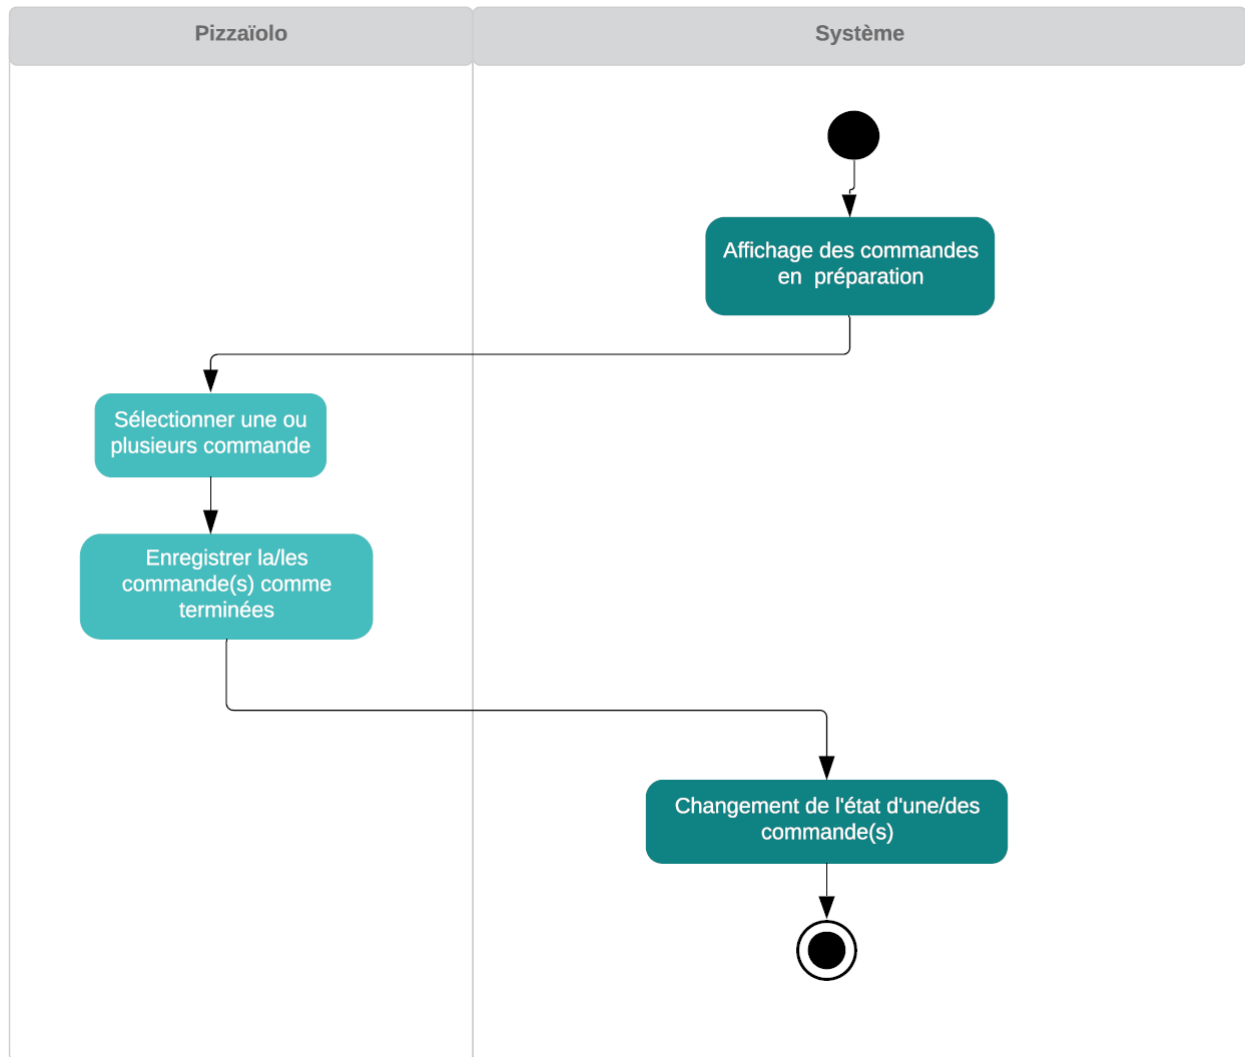 Pizzaïolo
Système
Affichage des commandes
en  préparation
Sélectionner une ou
plusieurs commande
Enregistrer la/les
commande(s) comme
terminées
Changement de l'état d'une/des
commande(s)